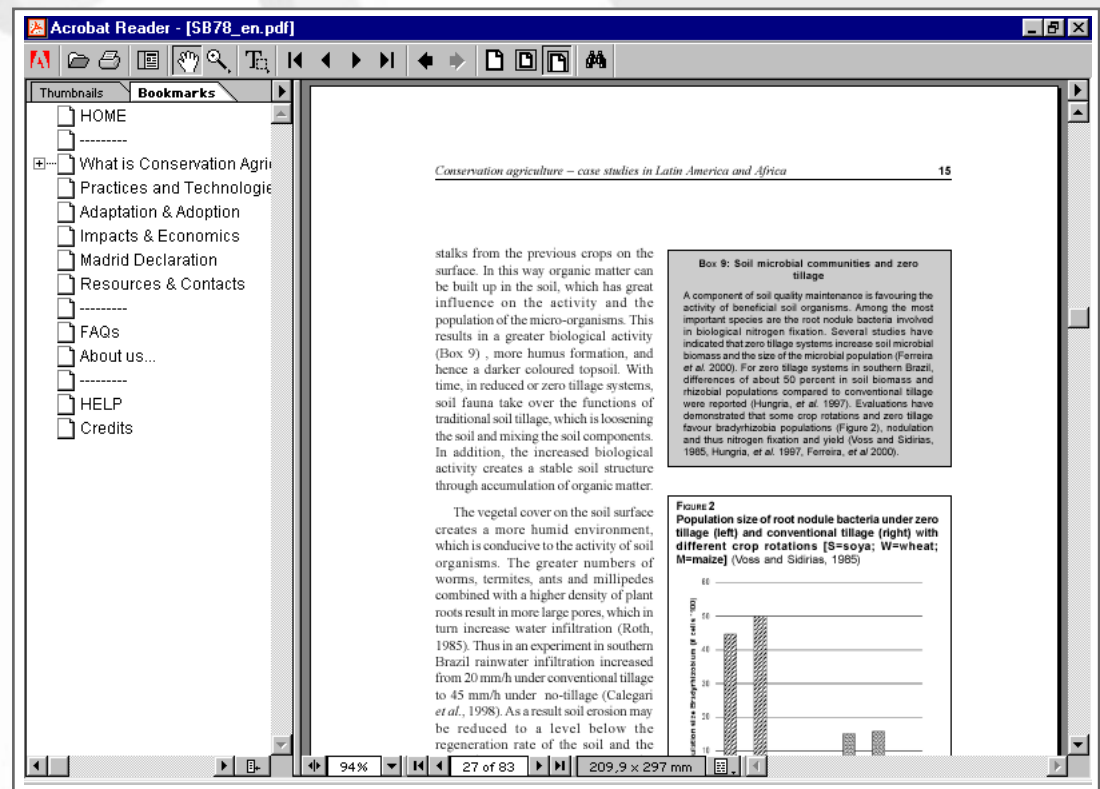 Acrobat Reader - [SB78_en.pdf]
Thumbnails Bookmarks
HOME
---------
What is Conservation Agri
Practices and Technologie
Adaptation & Adoption
Impacts & Economics
Madrid Declaration
Resources & Contacts
---------
FAQs
About us...
---------
HELP
Credits
Conservation agriculture – case studies in Latin America and Africa 15
stalks from the previous crops on the
surface. In this way organic matter can
be built up in the soil, which has great
influence on the activity and the
population of the micro-organisms. This
results in a greater biological activity
(Box 9) , more humus formation, and
hence a darker coloured topsoil. With
time, in reduced or zero tillage systems,
soil fauna take over the functions of
traditional soil tillage, which is loosening
the soil and mixing the soil components.
In addition, the increased biological
activity creates a stable soil structure
through accumulation of organic matter.
The vegetal cover on the soil surface
creates a more humid environment,
which is conducive to the activity of soil
organisms. The greater numbers of
worms, termites, ants and millipedes
combined with a higher density of plant
roots result in more large pores, which in
turn increase water infiltration (Roth,
1985). Thus in an experiment in southern
Brazil rainwater infiltration increased
from 20 mm/h under conventional tillage
to 45 mm/h under no-tillage (Calegari
et al., 1998). As a result soil erosion may
be reduced to a level below the
regeneration rate of the soil and the
Box 9: Soil microbial communities and zero
tillage
A component of soil quality maintenance is favouring the
activity of beneficial soil organisms. Among the most
important species are the root nodule bacteria involved
in biological nitrogen fixation. Several studies have
indicated that zero tillage systems increase soil microbial
biomass and the size of the microbial population (Ferreira
et al. 2000). For zero tillage systems in southern Brazil,
differences of about 50 percent in soil biomass and
rhizobial populations compared to conventional tillage
were reported (Hungria, et al. 1997). Evaluations have
demonstrated that some crop rotations and zero tillage
favour bradyrhizobia populations (Figure 2), nodulation
and thus nitrogen fixation and yield (Voss and Sidirias,
1985, Hungria, et al. 1997, Ferreira, et al 2000).
Figure 2
Population size of root nodule bacteria under zero
tillage (left) and conventional tillage (right) with
different crop rotations [S=soya; W=wheat;
M=maize] (Voss and Sidirias, 1985)
60
50
40
30
20
10
ulation size Bradyrhizobium [# cells *100]
94% 27 of 83 209,9 × 297 mm